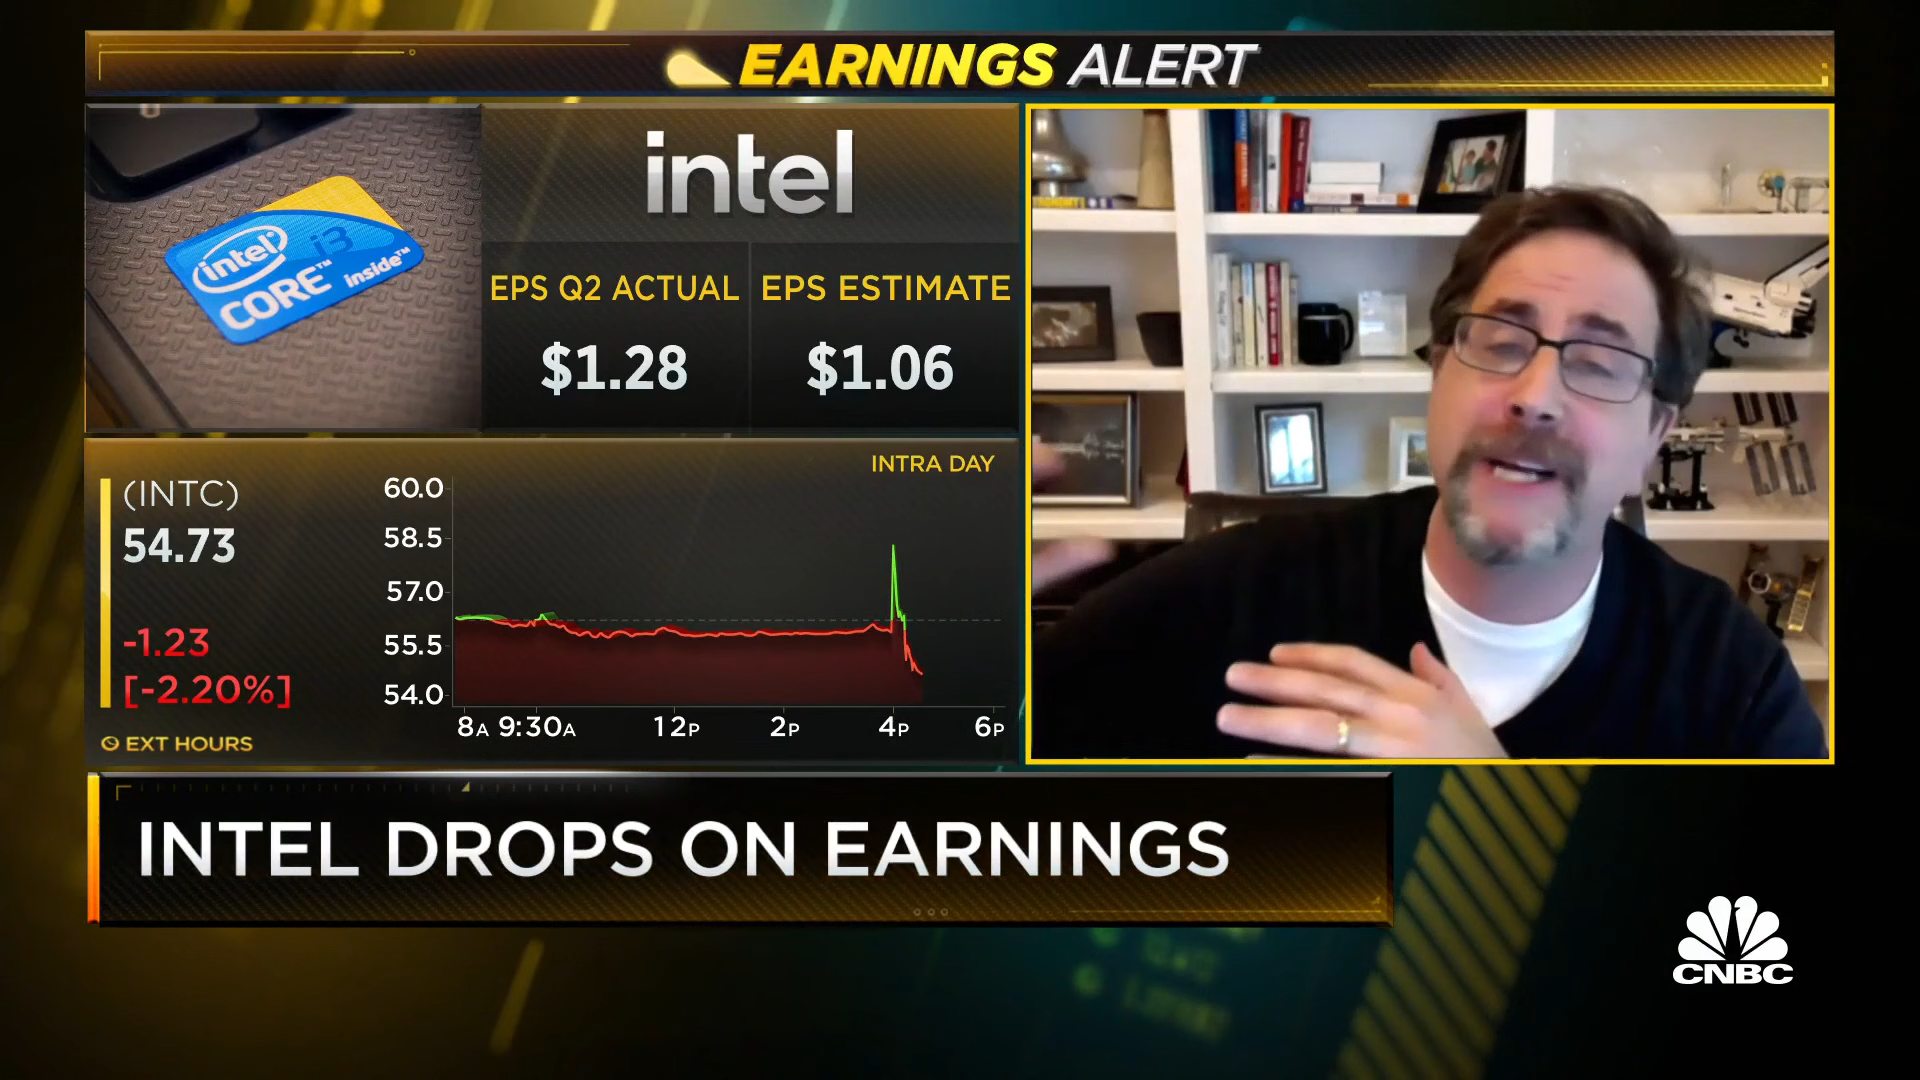 EARNINGS ALERT
intel
intel i3
CORE™ inside™
EPS Q2 ACTUAL
$1.28
EPS ESTIMATE
$1.06
(INTC)
54.73
-1.23
[-2.20%]
EXT HOURS
INTRA DAY
60.0
58.5
57.0
55.5
54.0
8A 9:30A 12P 2P 4P 6P
INTEL DROPS ON EARNINGS
CNBC